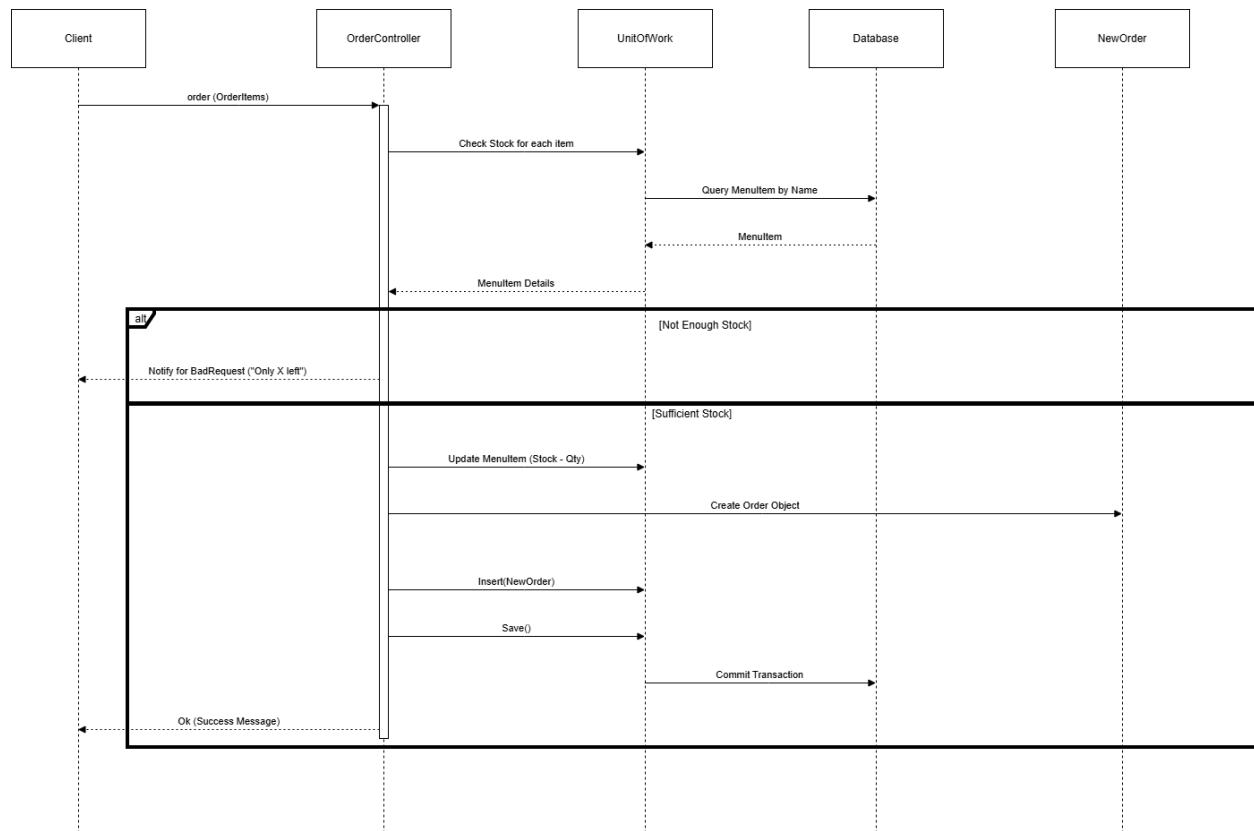 Client
OrderController
UnitOfWork
Database
NewOrder
order (OrderItems)
Check Stock for each item
Query MenuItem by Name
MenuItem
MenuItem Details
alt
[Not Enough Stock]
Notify for BadRequest ("Only X left")
[Sufficient Stock]
Update MenuItem (Stock - Qty)
Create Order Object
Insert(NewOrder)
Save()
Commit Transaction
Ok (Success Message)